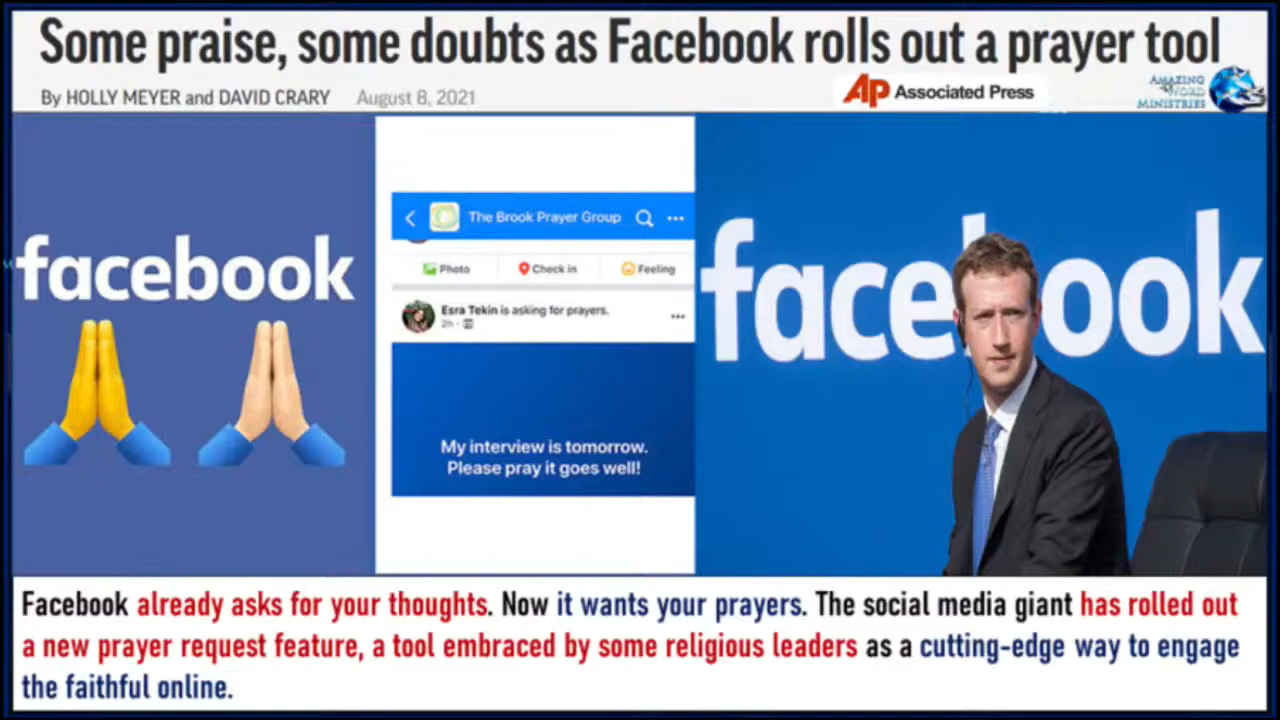 Some praise, some doubts as Facebook rolls out a prayer tool
By HOLLY MEYER and DAVID CRARY August 8, 2021
AP Associated Press
AMAZING
WORD
MINISTRIES
facebook
The Brook Prayer Group
Photo
Check in
Feeling
Esra Tekin is asking for prayers.
2h
My interview is tomorrow.
Please pray it goes well!
face ook
Facebook already asks for your thoughts. Now it wants your prayers. The social media giant has rolled out
a new prayer request feature, a tool embraced by some religious leaders as a cutting-edge way to engage
the faithful online.